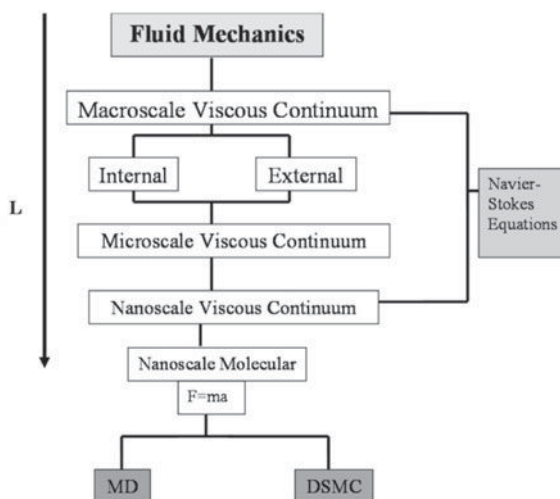 Fluid Mechanics
Macroscale Viscous Continuum
Internal
External
Navier-
Stokes
Equations
L
Microscale Viscous Continuum
Nanoscale Viscous Continuum
Nanoscale Molecular
F=ma
MD
DSMC